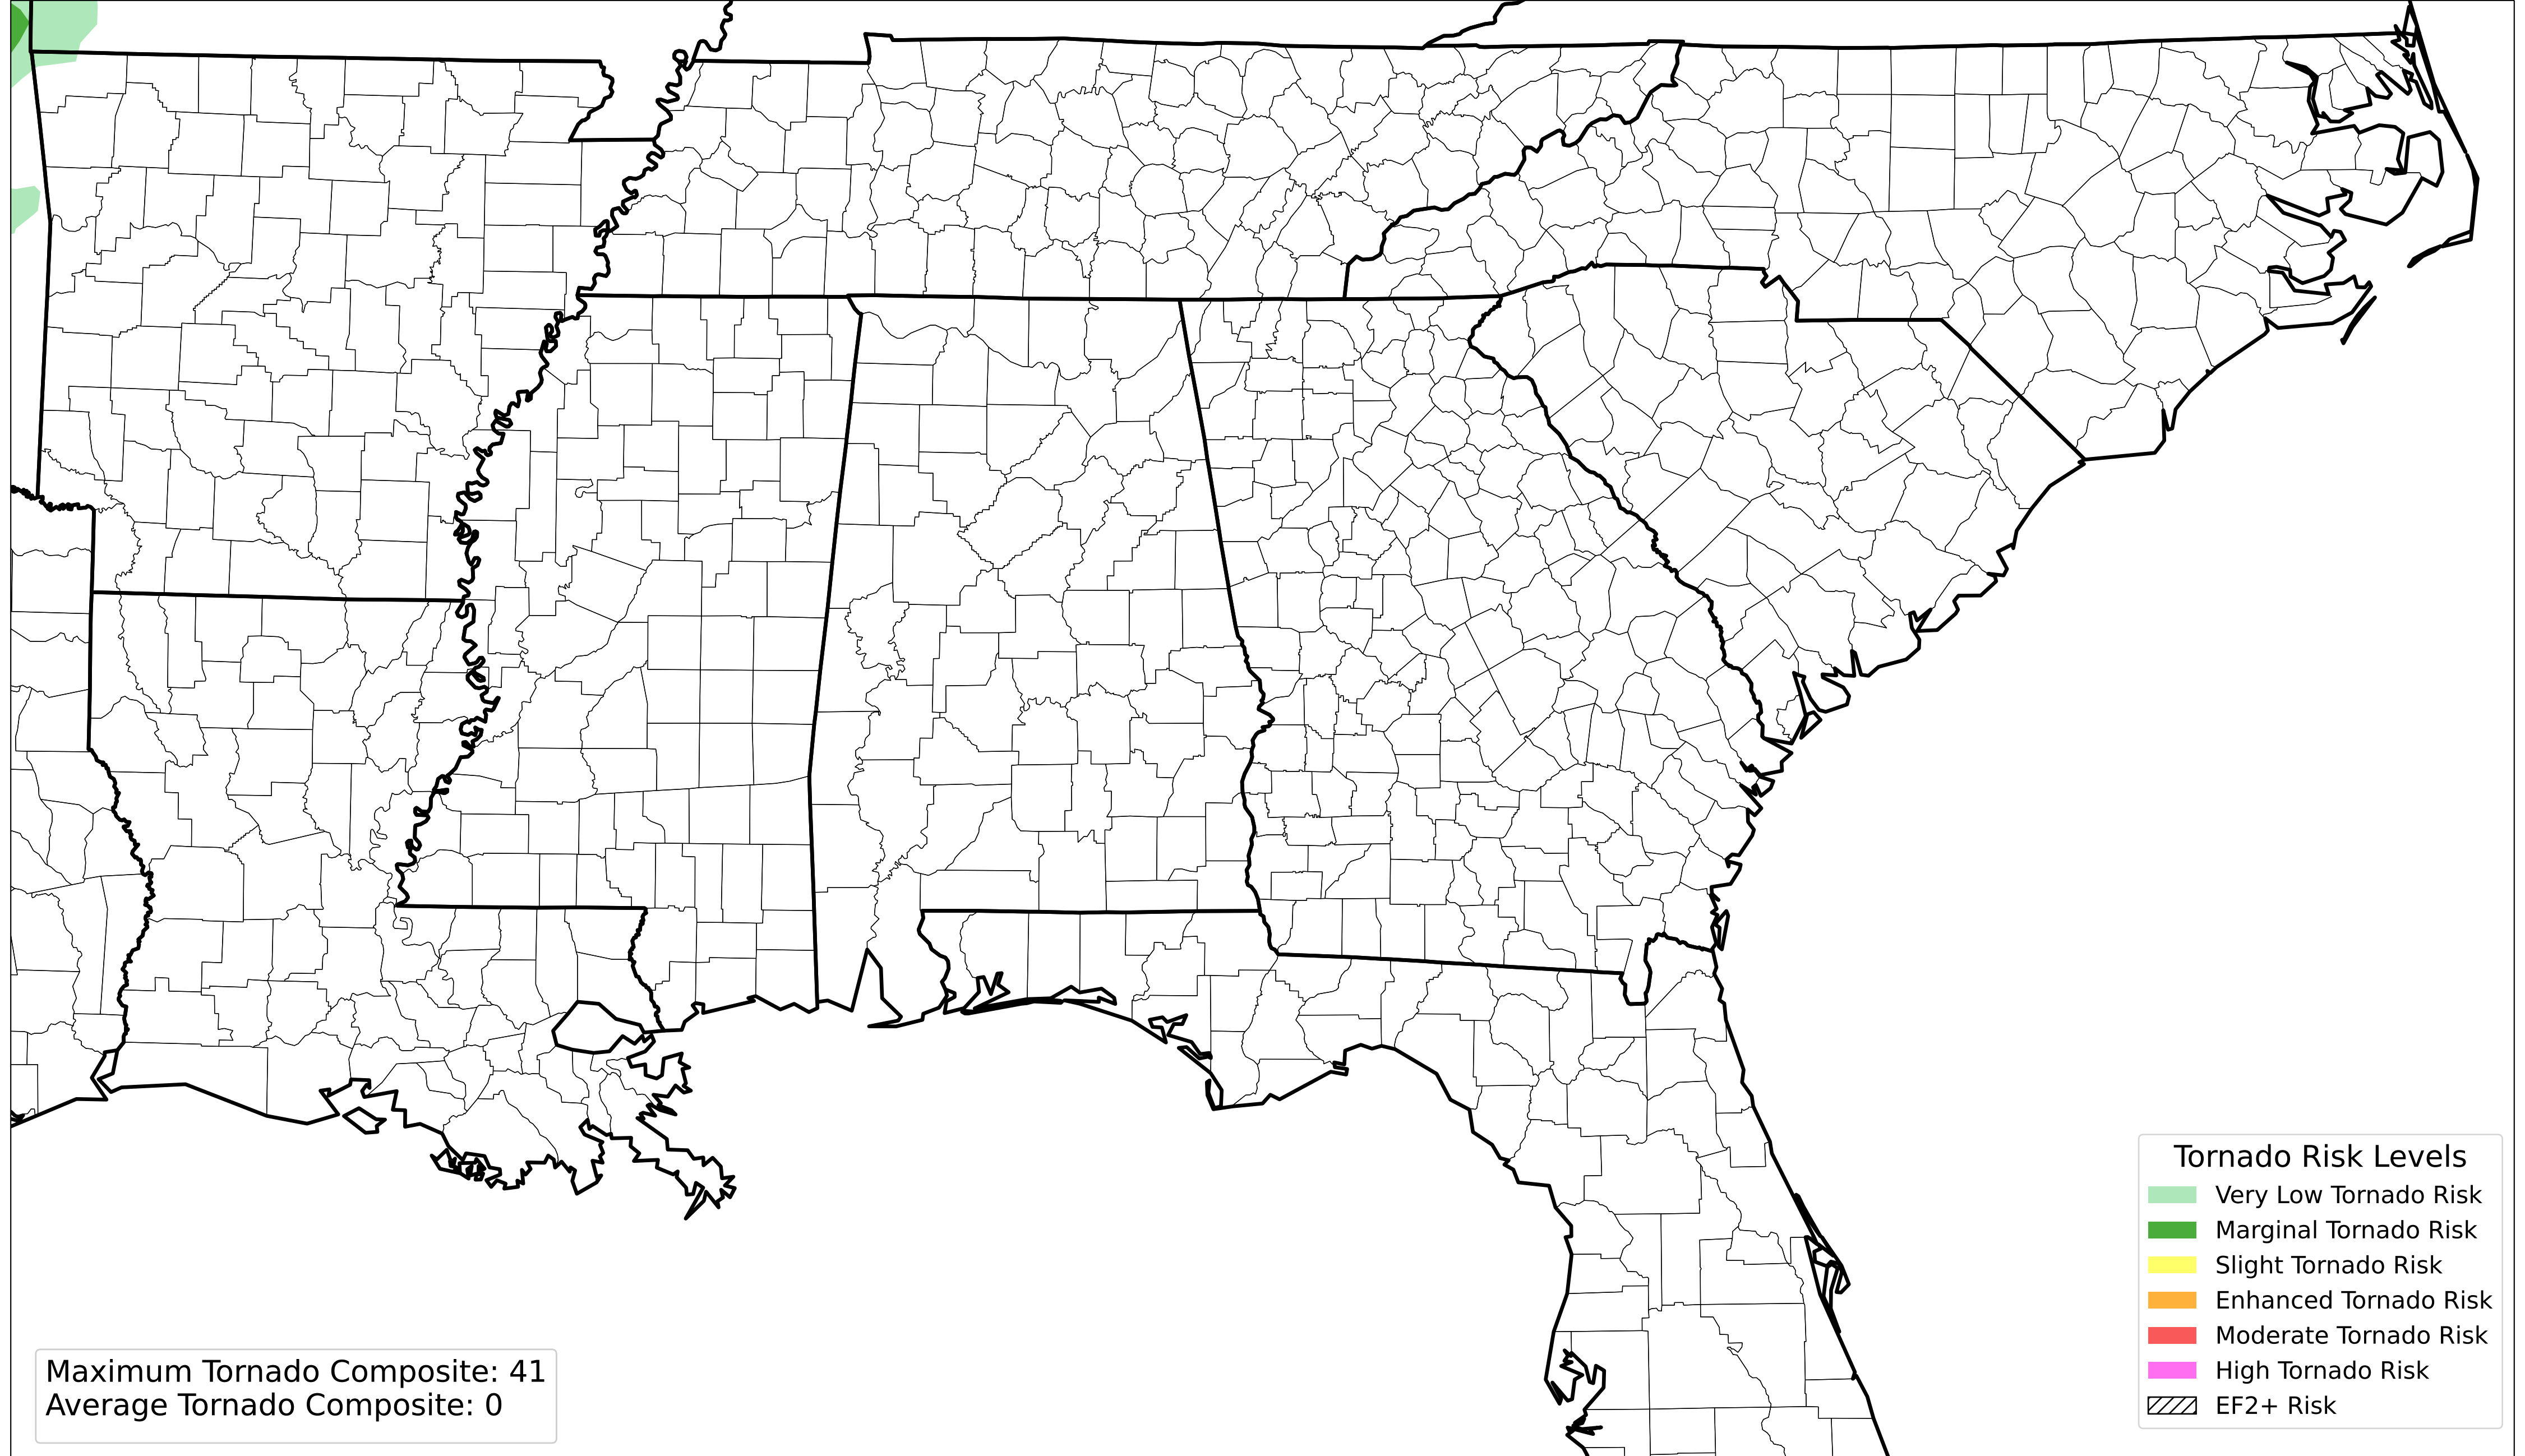 Maximum Tornado Composite: 41
Average Tornado Composite: 0
Tornado Risk Levels
Very Low Tornado Risk
Marginal Tornado Risk
Slight Tornado Risk
Enhanced Tornado Risk
Moderate Tornado Risk
High Tornado Risk
EF2+ Risk